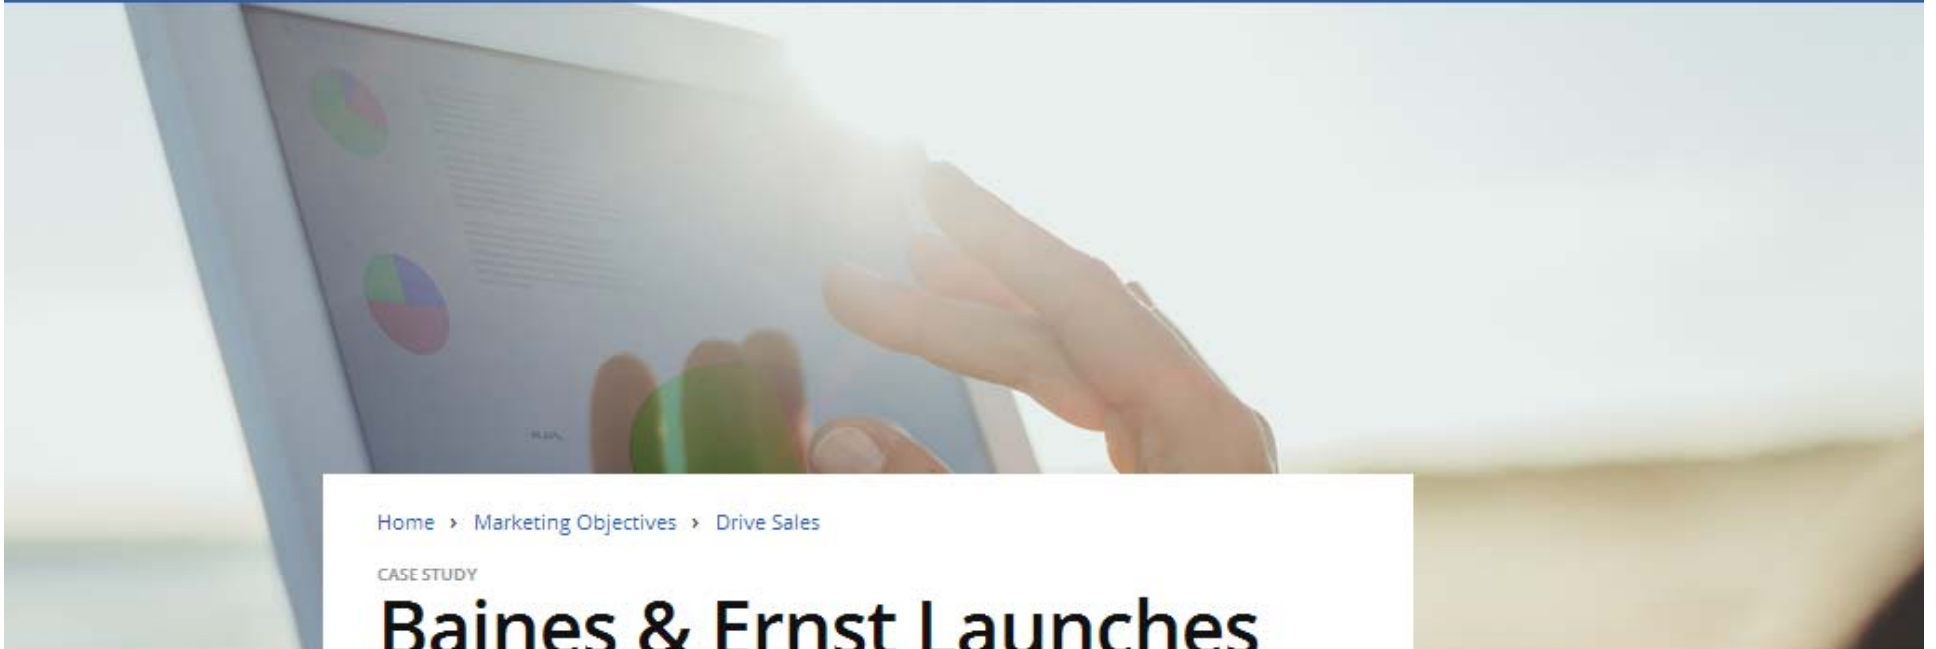 Home › Marketing Objectives › Drive Sales
CASE STUDY
Baines & Ernst Launches